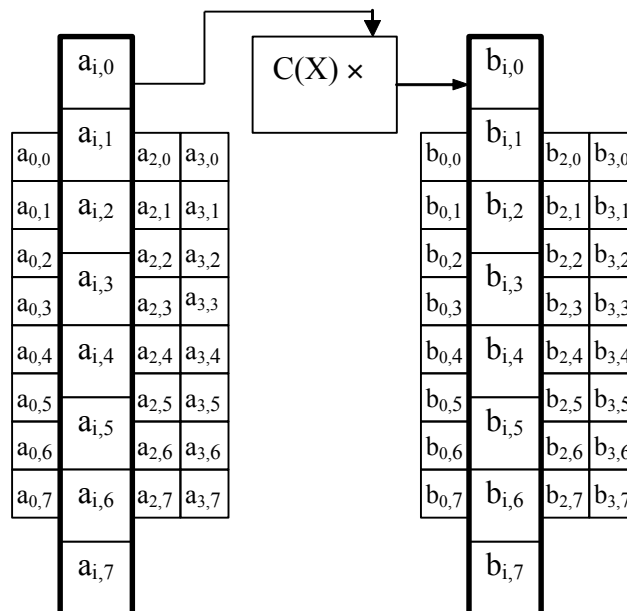 a_{i,0} C(X) × b_{i,0}
a_{i,1} b_{i,1}
a_{0,0} a_{2,0} a_{3,0} b_{0,0} b_{2,0} b_{3,0}
a_{0,1} a_{i,2} a_{2,1} a_{3,1} b_{0,1} b_{i,2} b_{2,1} b_{3,1}
a_{0,2} a_{2,2} a_{3,2} b_{0,2} b_{2,2} b_{3,2}
a_{i,3} b_{i,3}
a_{0,3} a_{2,3} a_{3,3} b_{0,3} b_{2,3} b_{3,3}
a_{0,4} a_{i,4} a_{2,4} a_{3,4} b_{0,4} b_{i,4} b_{2,4} b_{3,4}
a_{0,5} a_{2,5} a_{3,5} b_{0,5} b_{2,5} b_{3,5}
a_{i,5} b_{i,5}
a_{0,6} a_{2,6} a_{3,6} b_{0,6} b_{2,6} b_{3,6}
a_{0,7} a_{i,6} a_{2,7} a_{3,7} b_{0,7} b_{i,6} b_{2,7} b_{3,7}
a_{i,7} b_{i,7}